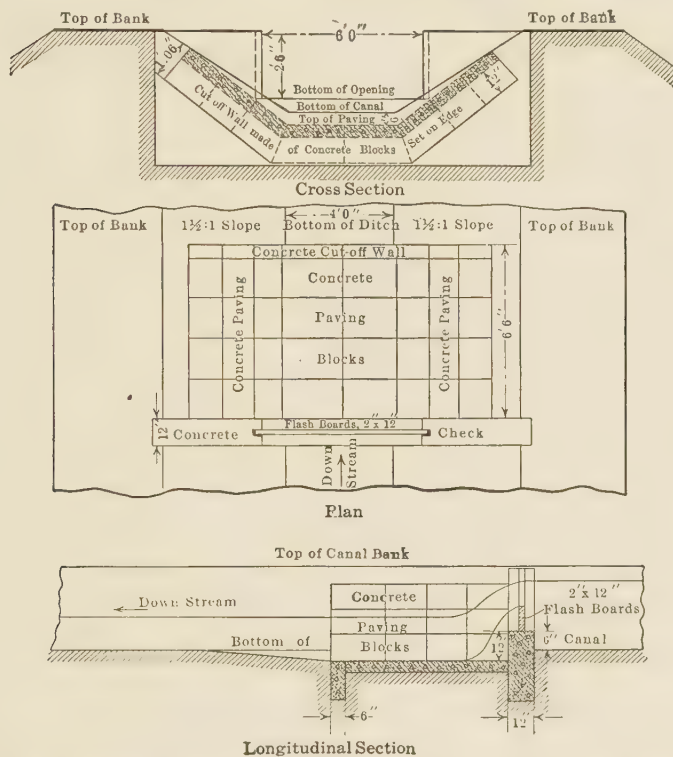 Top of Bank
6'0"
Top of Bank
2'6"
1.06"
Bottom of Opening
Bottom of Canal
Top of Paving
6"
12"
Cut off Wall made
of Concrete Blocks
Set on Edge
Cross Section
4'0"
Top of Bank
1½:1 Slope
Bottom of Ditch
1½:1 Slope
Top of Bank
Concrete Cut-off Wall
Concrete Paving
Concrete
Paving
Blocks
Concrete Paving
6'6"
12"
Concrete
Flash Boards, 2"x 12"
Check
Down
Stream
Plan
Top of Canal Bank
Down Stream
Concrete
2"x 12"
Flash Boards
Paving
Bottom of
Blocks
12"
6"
Canal
6"
12"
Longitudinal Section